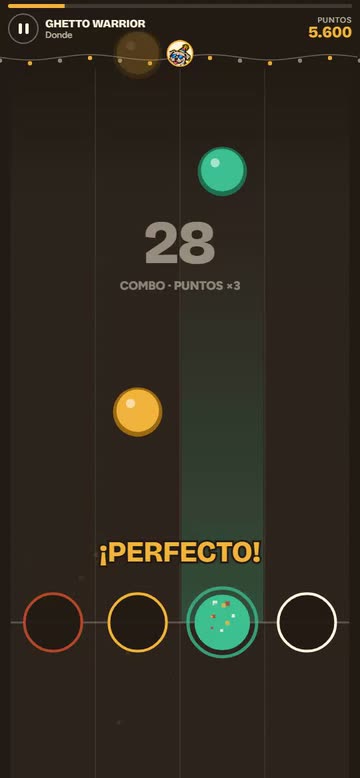 GHETTO WARRIOR
Donde
PUNTOS
5.600
28
COMBO · PUNTOS ×3
¡PERFECTO!